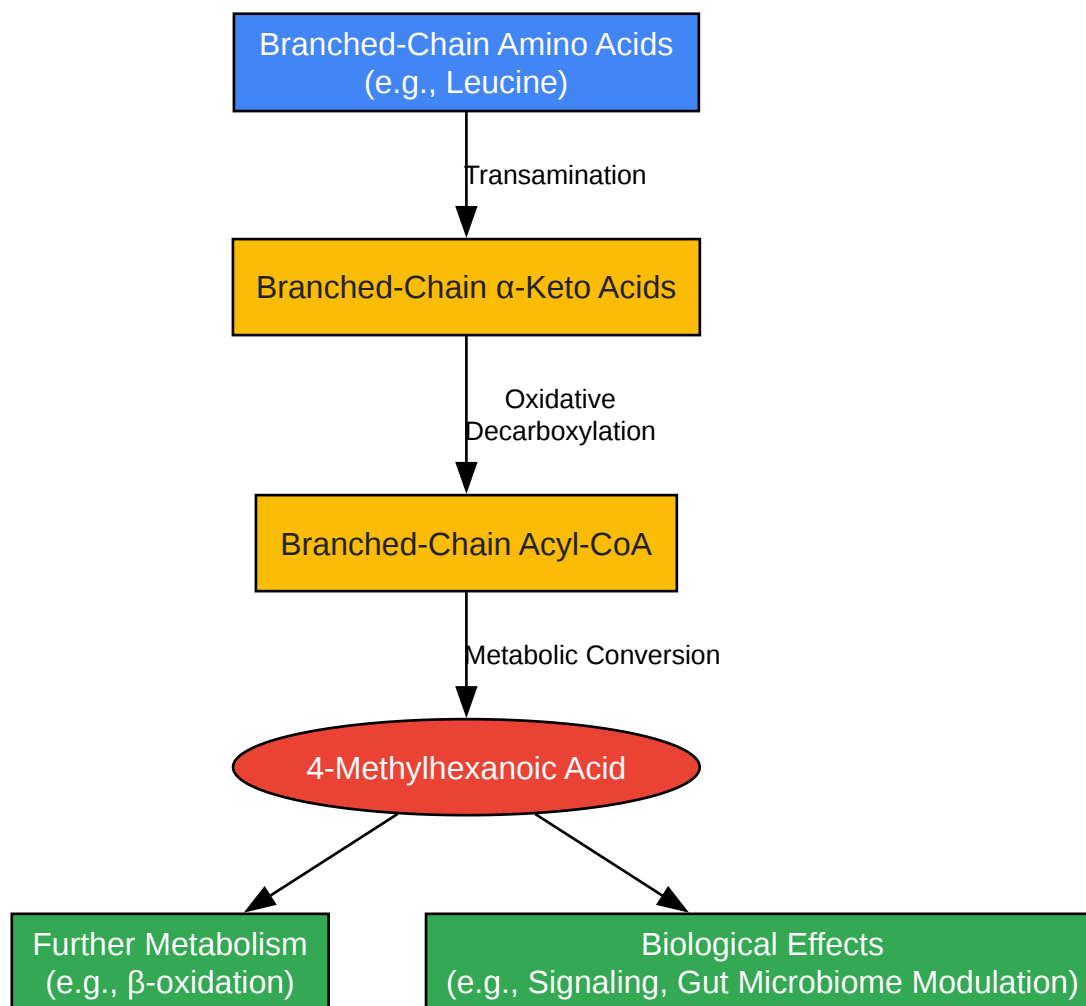 Branched-Chain Amino Acids
(e.g., Leucine)
Transamination
Branched-Chain α-Keto Acids
Oxidative
Decarboxylation
Branched-Chain Acyl-CoA
Metabolic Conversion
4-Methylhexanoic Acid
Further Metabolism
(e.g., β-oxidation)
Biological Effects
(e.g., Signaling, Gut Microbiome Modulation)